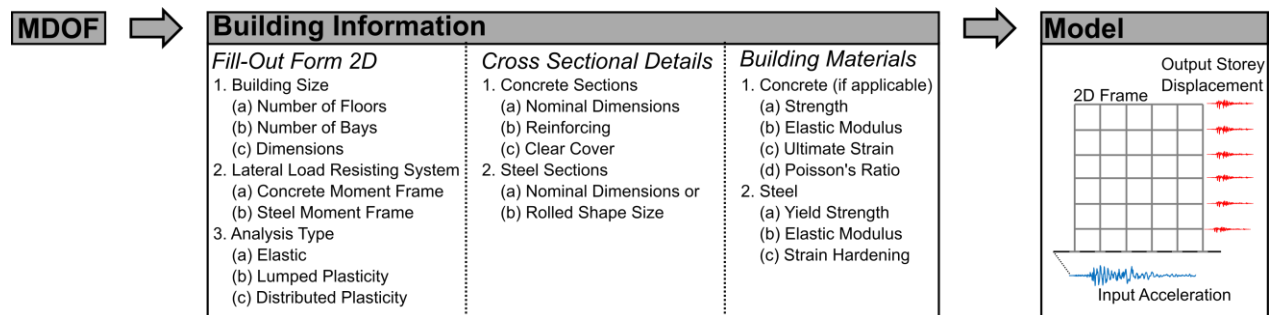 MDOF
Building Information
Fill-Out Form 2D
1. Building Size
(a) Number of Floors
(b) Number of Bays
(c) Dimensions
2. Lateral Load Resisting System
(a) Concrete Moment Frame
(b) Steel Moment Frame
3. Analysis Type
(a) Elastic
(b) Lumped Plasticity
(c) Distributed Plasticity
Cross Sectional Details
1. Concrete Sections
(a) Nominal Dimensions
(b) Reinforcing
(c) Clear Cover
2. Steel Sections
(a) Nominal Dimensions or
(b) Rolled Shape Size
Building Materials
1. Concrete (if applicable)
(a) Strength
(b) Elastic Modulus
(c) Ultimate Strain
(d) Poisson's Ratio
2. Steel
(a) Yield Strength
(b) Elastic Modulus
(c) Strain Hardening
Model
Output Storey
Displacement
2D Frame
Input Acceleration